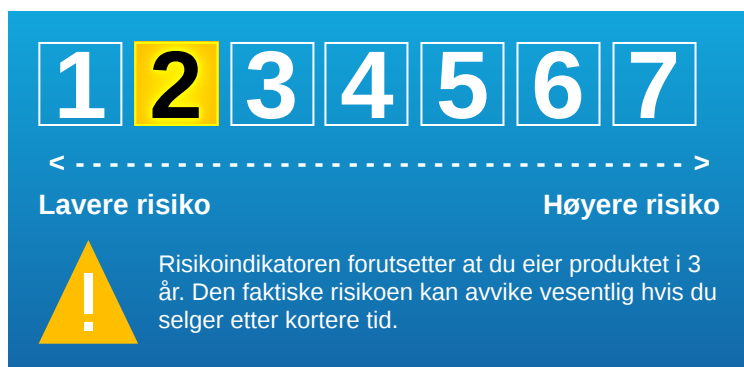 1 2 3 4 5 6 7
< - - - - - - - - - - - - - - - - - - - - - - - - - - - - - - - - - - - - >
Lavere risiko Høyere risiko
!
Risikoindikatoren forutsetter at du eier produktet i 3
år. Den faktiske risikoen kan avvike vesentlig hvis du
selger etter kortere tid.